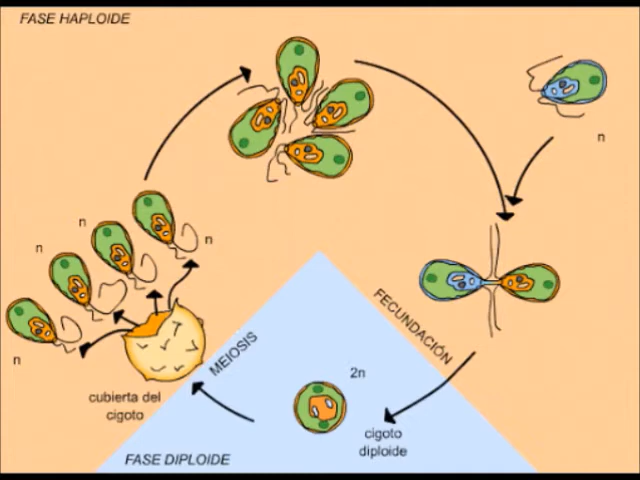 FASE HAPLOIDE
n
n
n
n
n
FECUNDACIÓN
MEIOSIS
2n
cubierta del
cigoto
cigoto
diploide
FASE DIPLOIDE